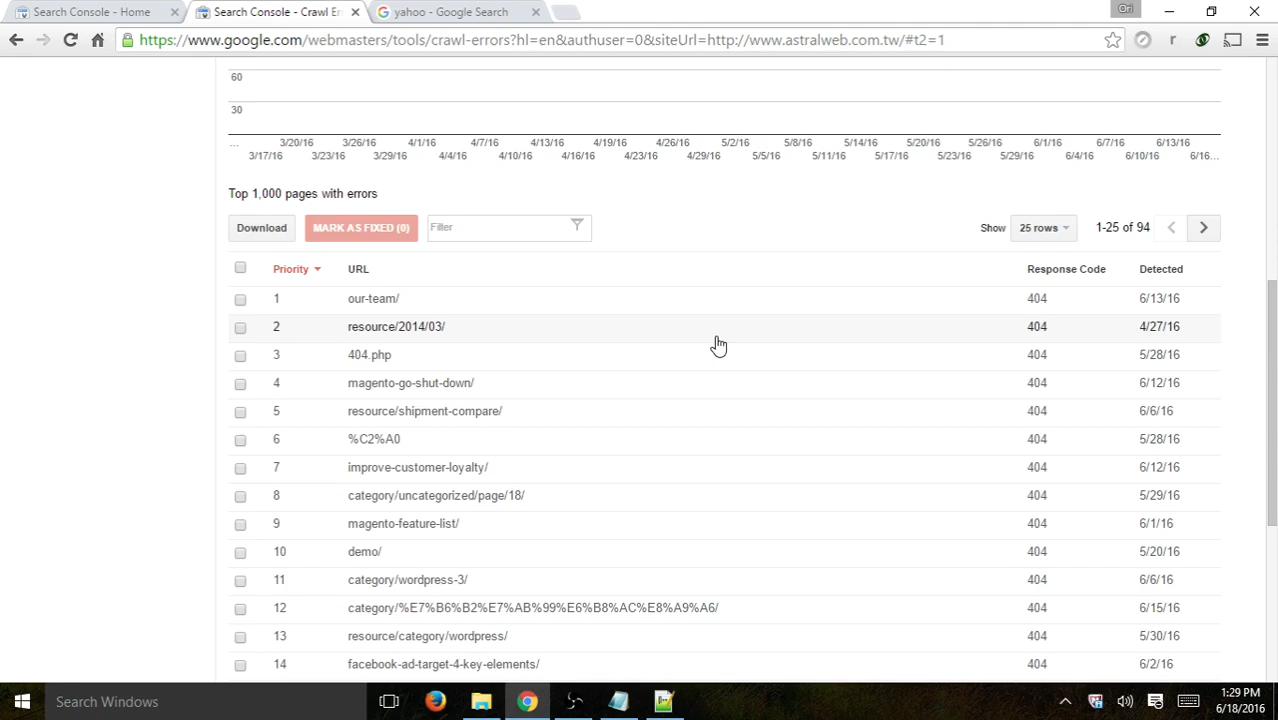 Search Console - Home
Search Console - Crawl Er
yahoo - Google Search
Ori
https://www.google.com/webmasters/tools/crawl-errors?hl=en&authuser=0&siteUrl=http://www.astralweb.com.tw/#t2=1
60
30
... 3/20/16 3/26/16 4/1/16 4/7/16 4/13/16 4/19/16 4/26/16 5/2/16 5/8/16 5/14/16 5/20/16 5/26/16 6/1/16 6/7/16 6/13/16
3/17/16 3/23/16 3/29/16 4/4/16 4/10/16 4/16/16 4/23/16 4/29/16 5/5/16 5/11/16 5/17/16 5/23/16 5/29/16 6/4/16 6/10/16 6/16...
Top 1,000 pages with errors
Download MARK AS FIXED (0) Filter Show 25 rows 1-25 of 94
Priority URL Response Code Detected
1 our-team/ 404 6/13/16
2 resource/2014/03/ 404 4/27/16
3 404.php 404 5/28/16
4 magento-go-shut-down/ 404 6/12/16
5 resource/shipment-compare/ 404 6/6/16
6 %C2%A0 404 5/28/16
7 improve-customer-loyalty/ 404 6/12/16
8 category/uncategorized/page/18/ 404 5/29/16
9 magento-feature-list/ 404 6/1/16
10 demo/ 404 5/20/16
11 category/wordpress-3/ 404 6/6/16
12 category/%E7%B6%B2%E7%AB%99%E6%B8%AC%E8%A9%A6/ 404 6/15/16
13 resource/category/wordpress/ 404 5/30/16
14 facebook-ad-target-4-key-elements/ 404 6/2/16
Search Windows
1:29 PM
6/18/2016